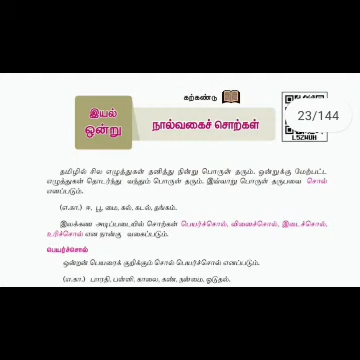 கற்கண்டு
இயல்
ஒன்று
நால்வகைச் சொற்கள்
23/144
L5ZWUH
தமிழில் சில எழுத்துகள் தனித்து நின்று பொருள் தரும். ஒன்றுக்கு மேற்பட்ட
எழுத்துகள் தொடர்ந்து வந்தும் பொருள் தரும். இவ்வாறு பொருள் தருபவை சொல்
எனப்படும்.
(எ.கா.) ஈ, பூ, மை, கல், கடல், தங்கம்.
இலக்கண அடிப்படையில் சொற்கள் பெயர்ச்சொல், வினைச்சொல், இடைச்சொல்,
உரிச்சொல் என நான்கு வகைப்படும்.
பெயர்ச்சொல்
ஒன்றன் பெயரைக் குறிக்கும் சொல் பெயர்ச்சொல் எனப்படும்.
(எ.கா.) பாரதி, பள்ளி, காலை, கண், நன்மை, ஓடுதல்.